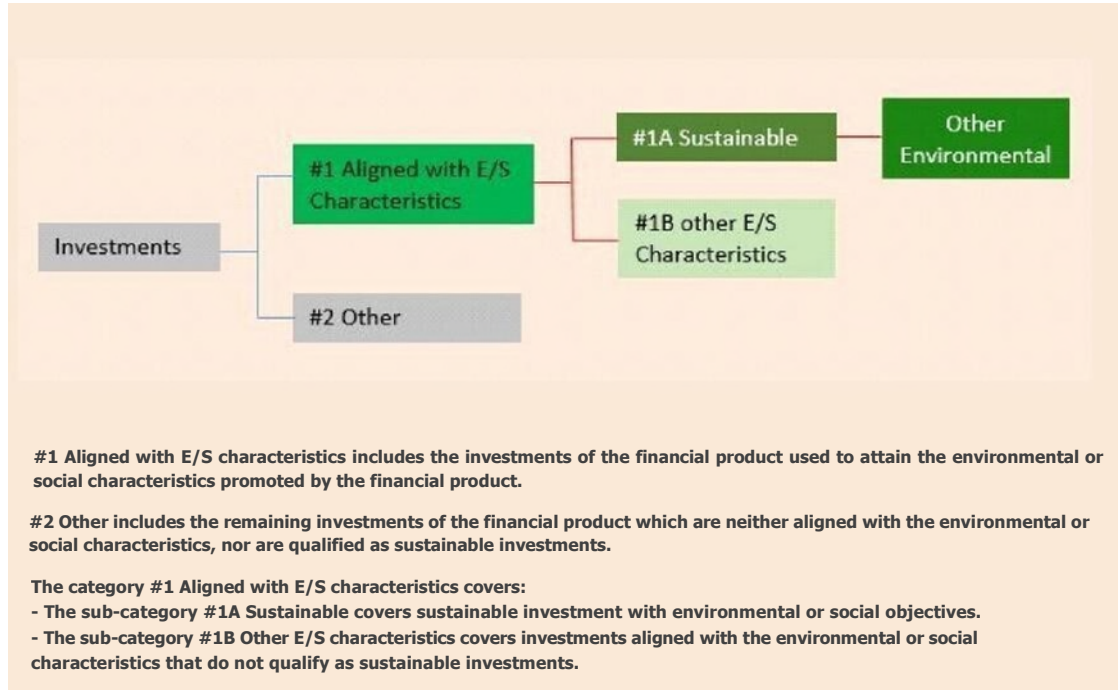 Investments
#1 Aligned with E/S
Characteristics
#2 Other
#1A Sustainable
#1B other E/S
Characteristics
Other
Environmental
#1 Aligned with E/S characteristics includes the investments of the financial product used to attain the environmental or
social characteristics promoted by the financial product.
#2 Other includes the remaining investments of the financial product which are neither aligned with the environmental or
social characteristics, nor are qualified as sustainable investments.
The category #1 Aligned with E/S characteristics covers:
- The sub-category #1A Sustainable covers sustainable investment with environmental or social objectives.
- The sub-category #1B Other E/S characteristics covers investments aligned with the environmental or social
characteristics that do not qualify as sustainable investments.